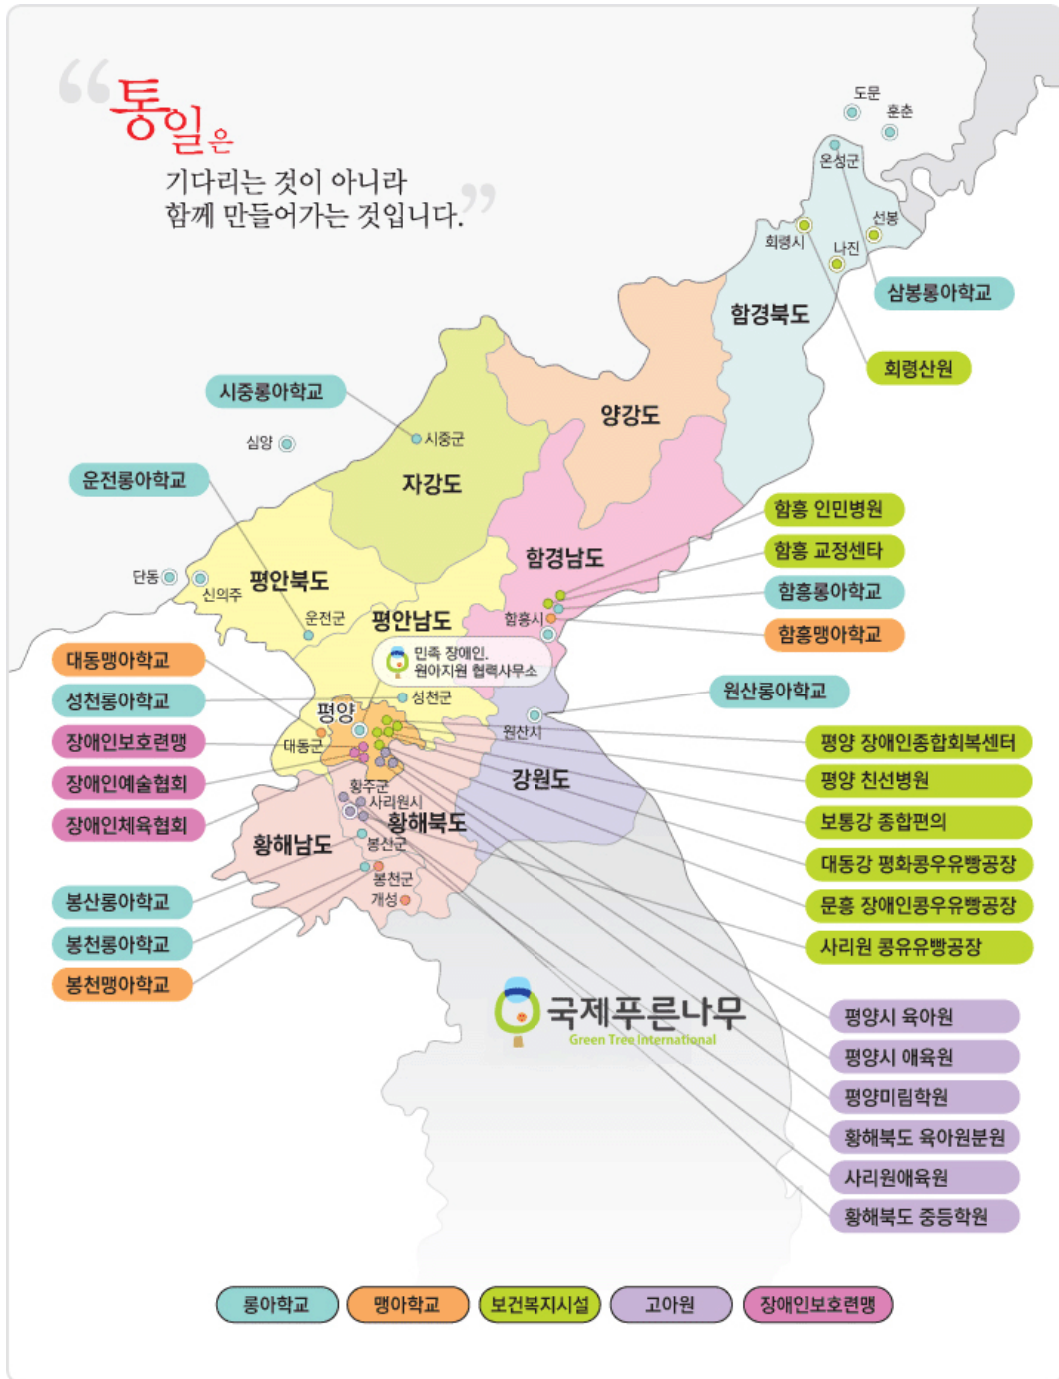 “통일은
기다리는 것이 아니라
함께 만들어가는 것입니다.”
도문
훈춘
온성군
선봉
회령시
나진
삼봉롱아학교
함경북도
회령산원
시중롱아학교
양강도
심양
시중군
운전롱아학교
자강도
함흥 인민병원
함흥 교정센타
함경남도
단동
신의주
평안북도
함흥롱아학교
운전군
평안남도
함흥시
함흥맹아학교
대동맹아학교
민족 장애인.
원아지원 협력사무소
성천롱아학교
성천군
원산롱아학교
평양
장애인보호련맹
대동군
원산시
평양 장애인종합회복센터
장애인예술협회
강원도
평양 친선병원
황주군
사리원시
장애인체육협회
황해북도
보통강 종합편의
황해남도
봉산군
대동강 평화콩우유빵공장
봉천군
봉산롱아학교
개성
문흥 장애인콩우유빵공장
봉천롱아학교
사리원 콩유유빵공장
봉천맹아학교
국제푸른나무
Green Tree International
평양시 육아원
평양시 애육원
평양미림학원
황해북도 육아원분원
사리원애육원
황해북도 중등학원
롱아학교
맹아학교
보건복지시설
고아원
장애인보호련맹